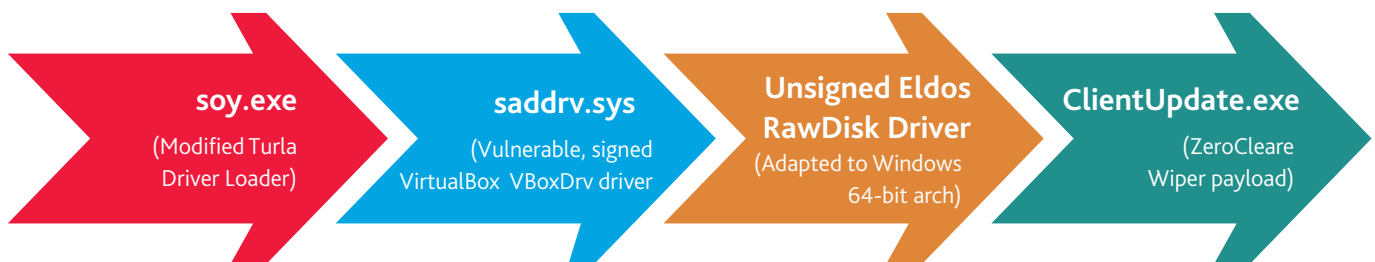 soy.exe
(Modified Turla
Driver Loader)
saddrv.sys
(Vulnerable, signed
VirtualBox VBoxDrv driver
Unsigned Eldos
RawDisk Driver
(Adapted to Windows
64-bit arch)
ClientUpdate.exe
(ZeroCleare
Wiper payload)